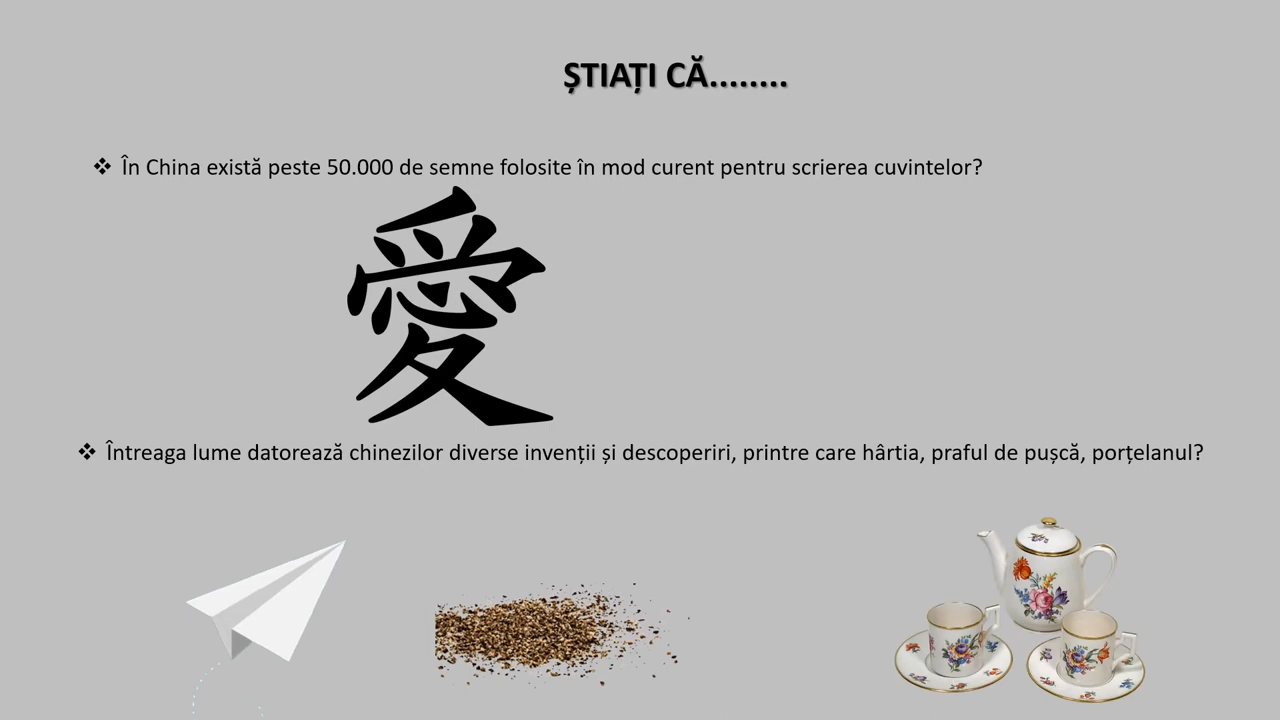 ȘTIAȚI CĂ........
❖ În China există peste 50.000 de semne folosite în mod curent pentru scrierea cuvintelor?
愛
❖ Întreaga lume datorează chinezilor diverse invenții și descoperiri, printre care hârtia, praful de pușcă, porțelanul?